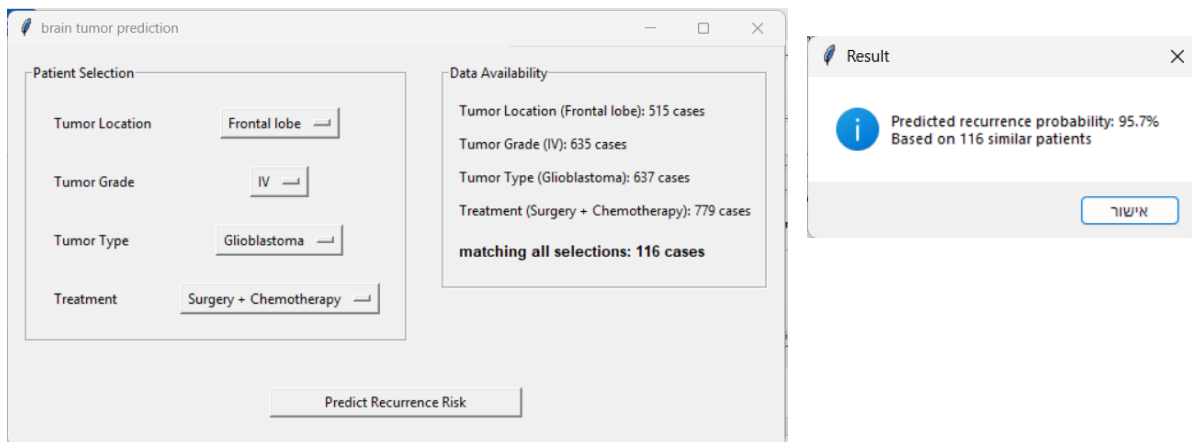 brain tumor prediction
Patient Selection
Tumor Location
Frontal lobe
Tumor Grade
IV
Tumor Type
Glioblastoma
Treatment
Surgery + Chemotherapy
Data Availability
Tumor Location (Frontal lobe): 515 cases
Tumor Grade (IV): 635 cases
Tumor Type (Glioblastoma): 637 cases
Treatment (Surgery + Chemotherapy): 779 cases
matching all selections: 116 cases
Predict Recurrence Risk
Result
Predicted recurrence probability: 95.7%
Based on 116 similar patients
אישור